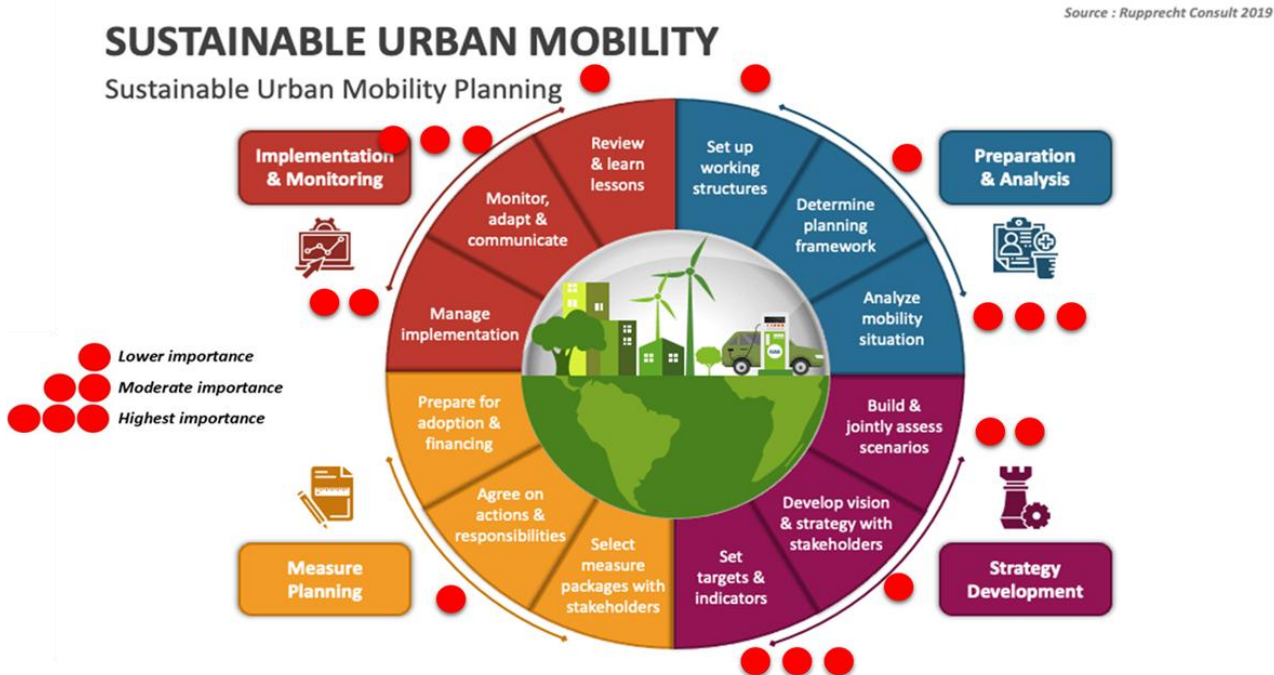 Source : Rupprecht Consult 2019
SUSTAINABLE URBAN MOBILITY
Sustainable Urban Mobility Planning
Implementation
& Monitoring
Preparation
& Analysis
Review
& learn
lessons
Set up
working
structures
Monitor,
adapt &
communicate
Determine
planning
framework
Manage
implementation
Analyze
mobility
situation
Lower importance
Moderate importance
Highest importance
Prepare for
adoption &
financing
Build &
jointly assess
scenarios
Agree on
actions &
responsibilities
Develop vision
& strategy with
stakeholders
Select
measure
packages with
stakeholders
Set
targets &
indicators
Measure
Planning
Strategy
Development